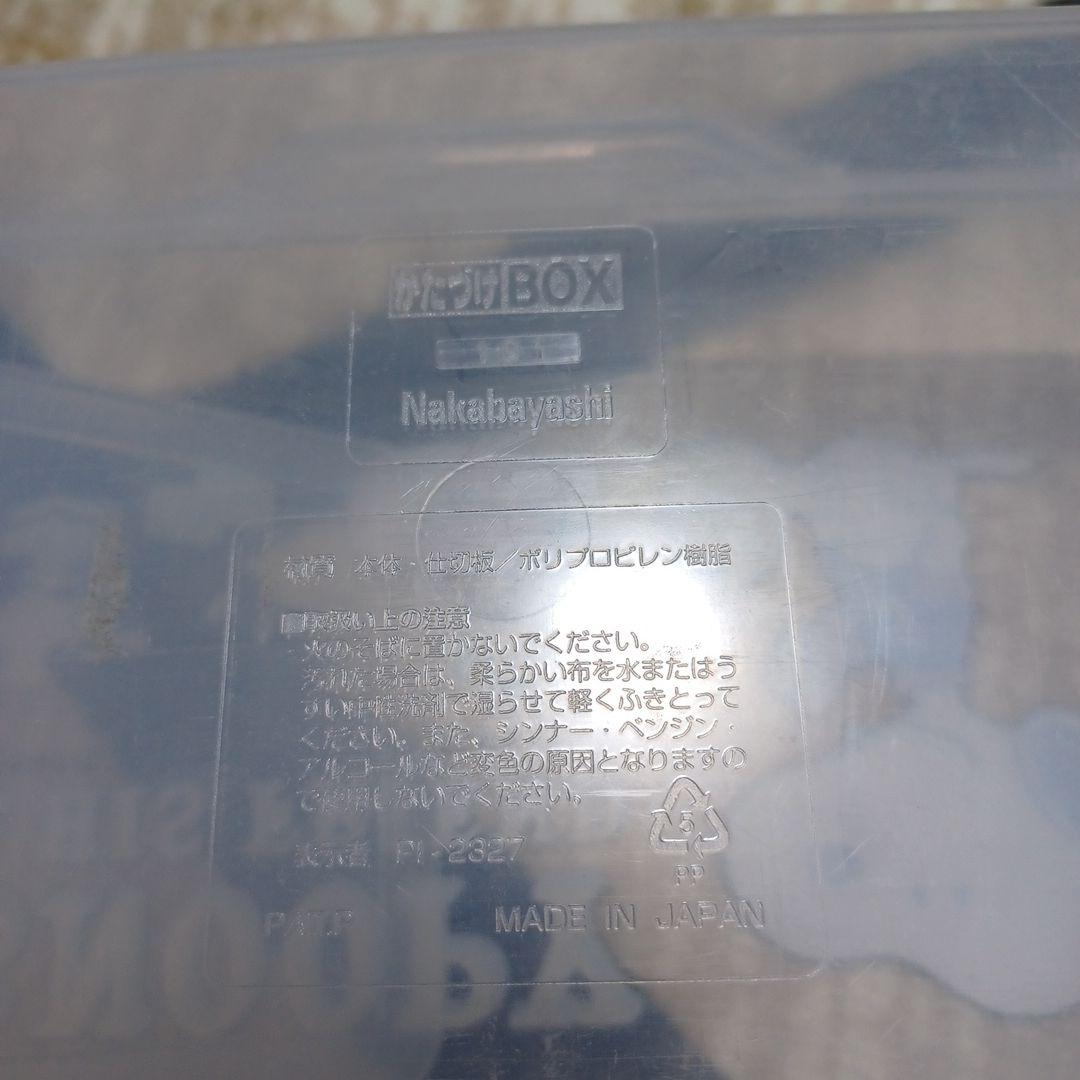 かたづけBOX
Nakabayashi
材質 本体・仕切板／ポリプロピレン樹脂
■取扱い上の注意
火のそばに置かないでください。
汚れた場合は、柔らかい布を水またはう
すい中性洗剤で湿らせて軽くふきとって
ください。また、シンナー・ベンジン・
アルコールなど変色の原因となりますの
で使用しないでください。
表示者 PI-2327
5
PP
PAT.P
MADE IN JAPAN